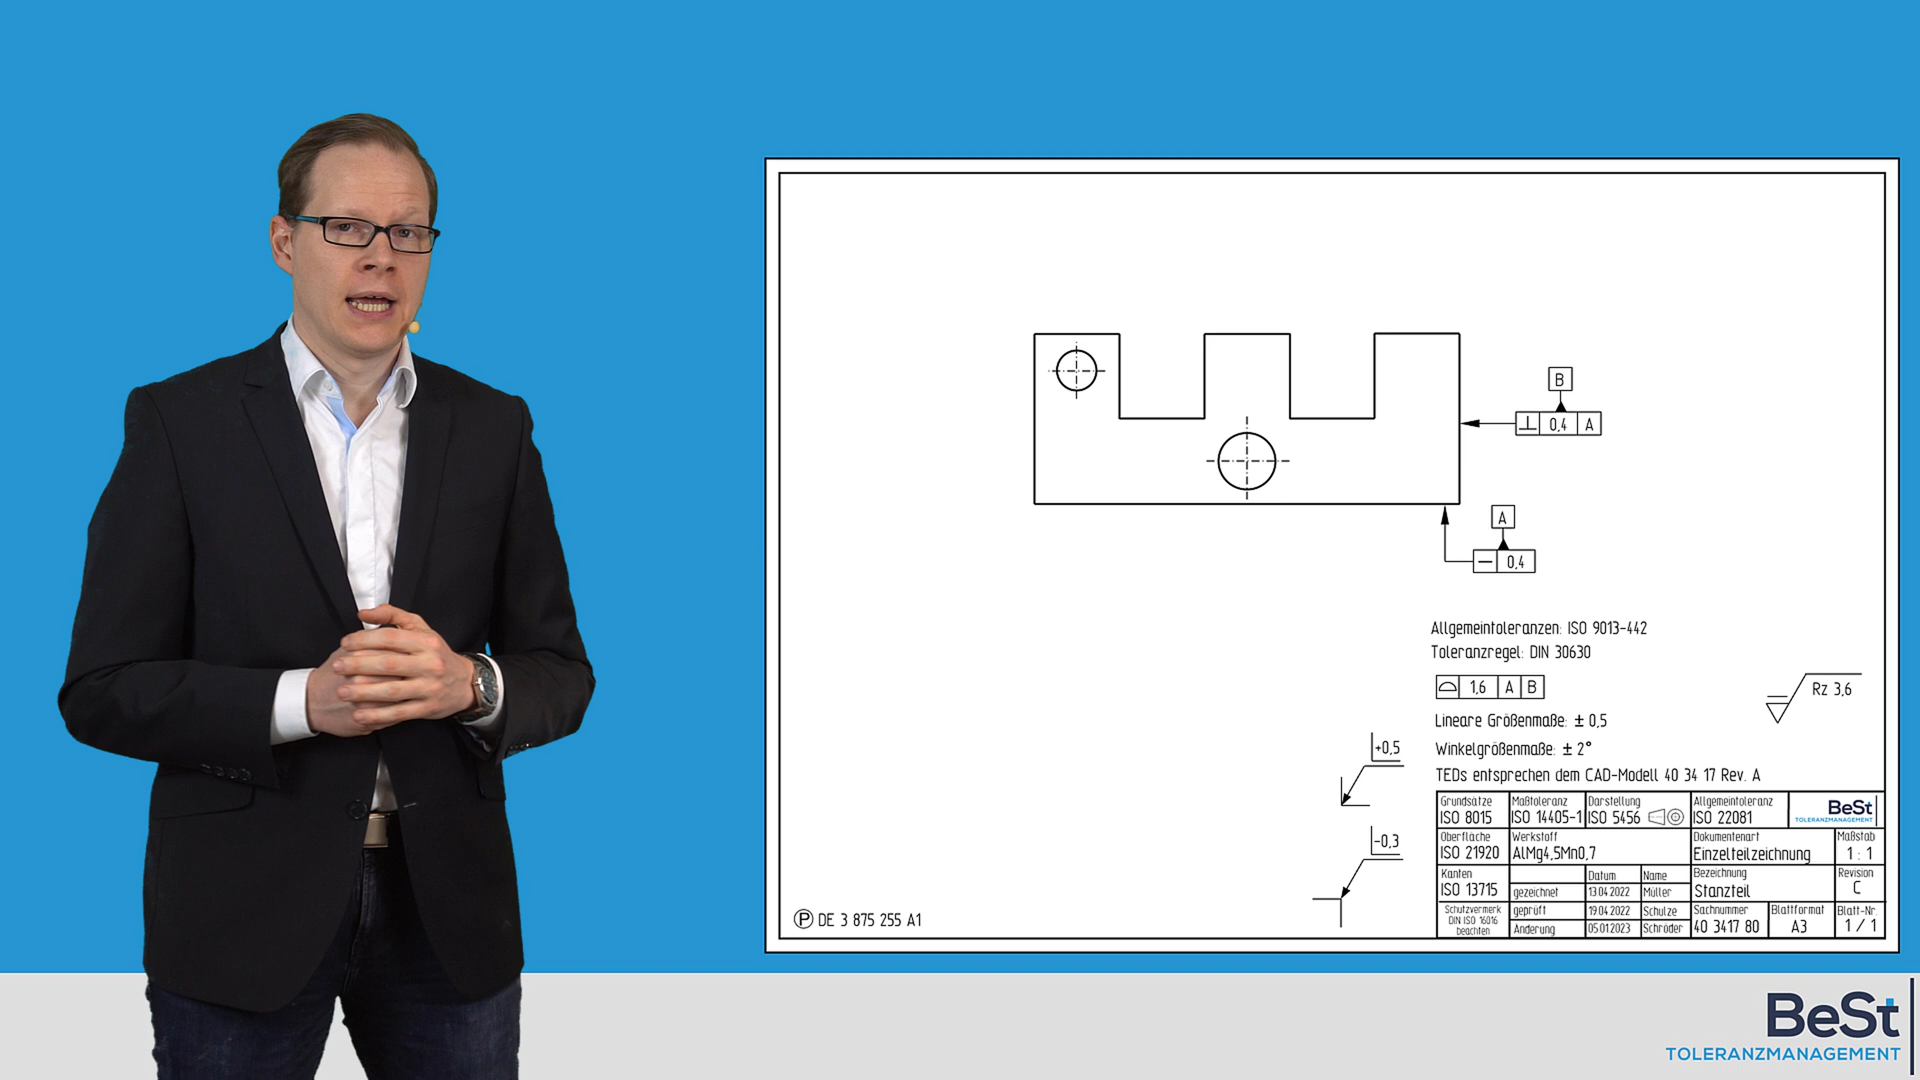 B
⊥ 0,4 A
A
— 0,4
Allgemeintoleranzen: ISO 9013-442
Toleranzregel: DIN 30630
⌓ 1,6 A B
Rz 3,6
Lineare Größenmaße: ± 0,5
+0,5
Winkelgrößenmaße: ± 2°
TEDs entsprechen dem CAD-Modell 40 34 17 Rev. A
-0,3
Grundsätze
ISO 8015
Maßtoleranz
ISO 14405-1
Darstellung
ISO 5456
Allgemeintoleranz
ISO 22081
BeSt
TOLERANZMANAGEMENT
Oberfläche
ISO 21920
Werkstoff
AlMg4,5Mn0,7
Dokumentenart
Einzelteilzeichnung
Maßstab
1 : 1
Kanten
ISO 13715
Datum Name
gezeichnet 13.04.2022 Müller
Bezeichnung
Stanzteil
Revision
C
Schutzvermerk
DIN ISO 16016
beachten
geprüft 19.04.2022 Schulze
Änderung 05.01.2023 Schröder
Sachnummer
40 3417 80
Blattformat
A3
Blatt-Nr.
1 / 1
Ⓟ DE 3 875 255 A1
BeSt
TOLERANZMANAGEMENT